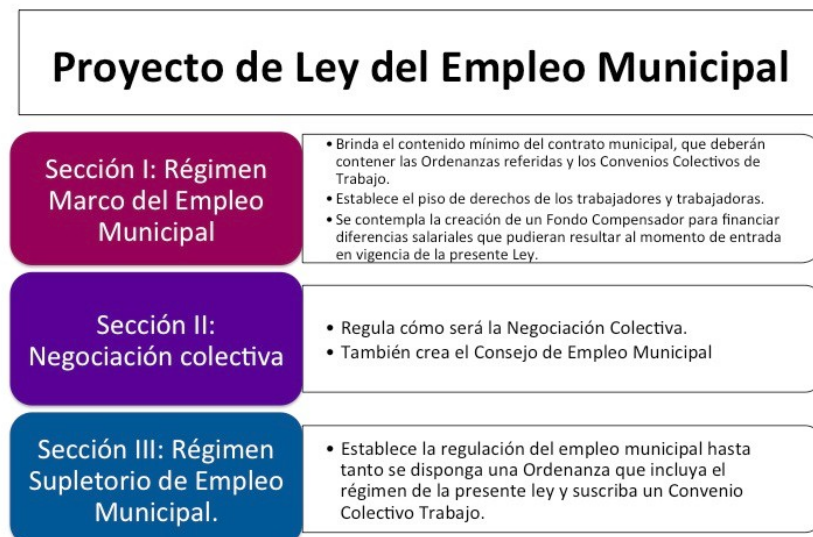 Proyecto de Ley del Empleo Municipal
Sección I: Régimen
Marco del Empleo
Municipal
• Brinda el contenido mínimo del contrato municipal, que deberán
contener las Ordenanzas referidas y los Convenios Colectivos de
Trabajo.
• Establece el piso de derechos de los trabajadores y trabajadoras.
• Se contempla la creación de un Fondo Compensador para financiar
diferencias salariales que pudieran resultar al momento de entrada
en vigencia de la presente Ley.
Sección II:
Negociación colectiva
• Regula cómo será la Negociación Colectiva.
• También crea el Consejo de Empleo Municipal
Sección III: Régimen
Supletorio de Empleo
Municipal.
• Establece la regulación del empleo municipal hasta
tanto se disponga una Ordenanza que incluya el
régimen de la presente ley y suscriba un Convenio
Colectivo Trabajo.